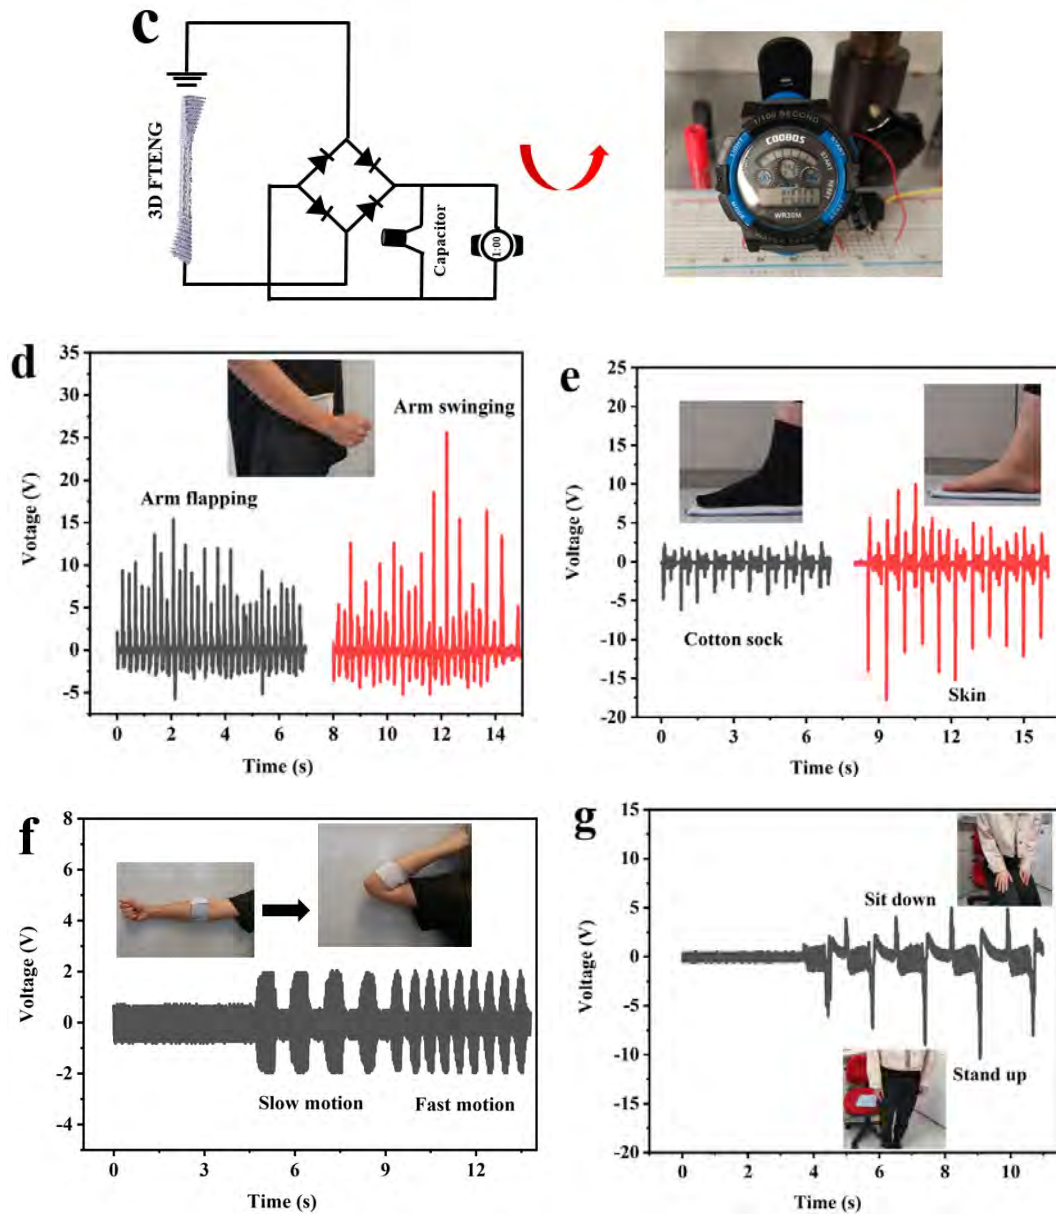 c
3D FTENG
Capacitor
1:00
1/100 SECOND
COOBOS
LIGHT
START
WR30M
d
Votage (V)
35
30
25
20
15
10
5
0
-5
Arm flapping
Arm swinging
0 2 4 6 8 10 12 14
Time (s)
e
Voltage (V)
25
20
15
10
5
0
-5
-10
-15
-20
Cotton sock
Skin
0 3 6 9 12 15
Time (s)
f
Voltage (V)
8
6
4
2
0
-2
-4
Slow motion Fast motion
0 3 6 9 12
Time (s)
g
Voltage (V)
15
10
5
0
-5
-10
-15
-20
Sit down
Stand up
0 2 4 6 8 10
Time (s)